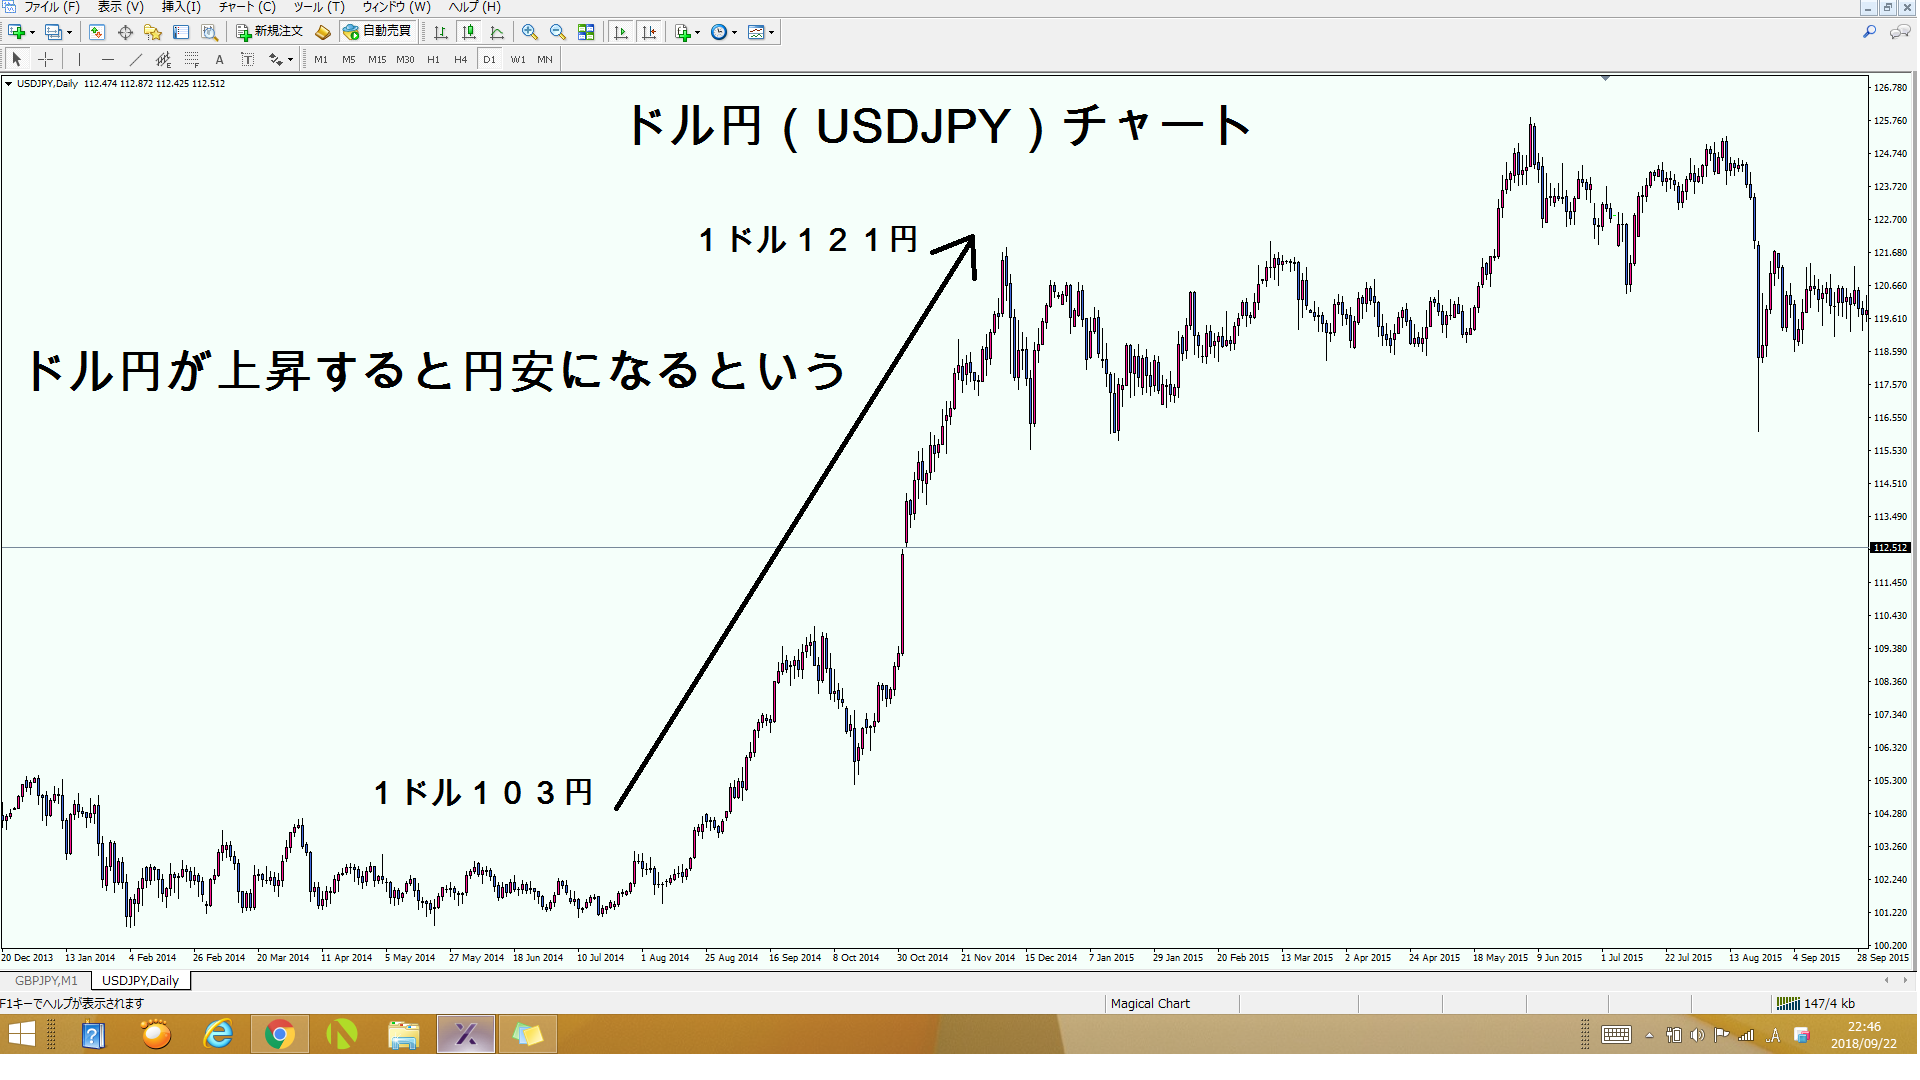 ファイル (F) 表示 (V) 挿入(I) チャート (C) ツール (T) ウィンドウ (W) ヘルプ (H)
新規注文 自動売買
A T M1 M5 M15 M30 H1 H4 D1 W1 MN
USDJPY,Daily 112.474 112.872 112.425 112.512
ドル円（USDJPY）チャート
１ドル１２１円
ドル円が上昇すると円安になるという
１ドル１０３円
126.780
125.760
124.740
123.720
122.700
121.680
120.660
119.610
118.590
117.570
116.550
115.530
114.510
113.490
112.512
111.450
110.430
109.380
108.360
107.340
106.320
105.300
104.280
103.260
102.240
101.220
100.200
20 Dec 2013 13 Jan 2014 4 Feb 2014 26 Feb 2014 20 Mar 2014 11 Apr 2014 5 May 2014 27 May 2014 18 Jun 2014 10 Jul 2014 1 Aug 2014 25 Aug 2014 16 Sep 2014 8 Oct 2014 30 Oct 2014 21 Nov 2014 15 Dec 2014 7 Jan 2015 29 Jan 2015 20 Feb 2015 13 Mar 2015 2 Apr 2015 24 Apr 2015 18 May 2015 9 Jun 2015 1 Jul 2015 22 Jul 2015 13 Aug 2015 4 Sep 2015 28 Sep 2015
GBPJPY,M1 USDJPY,Daily
F1キーでヘルプが表示されます Magical Chart 147/4 kb
A 22:46
2018/09/22